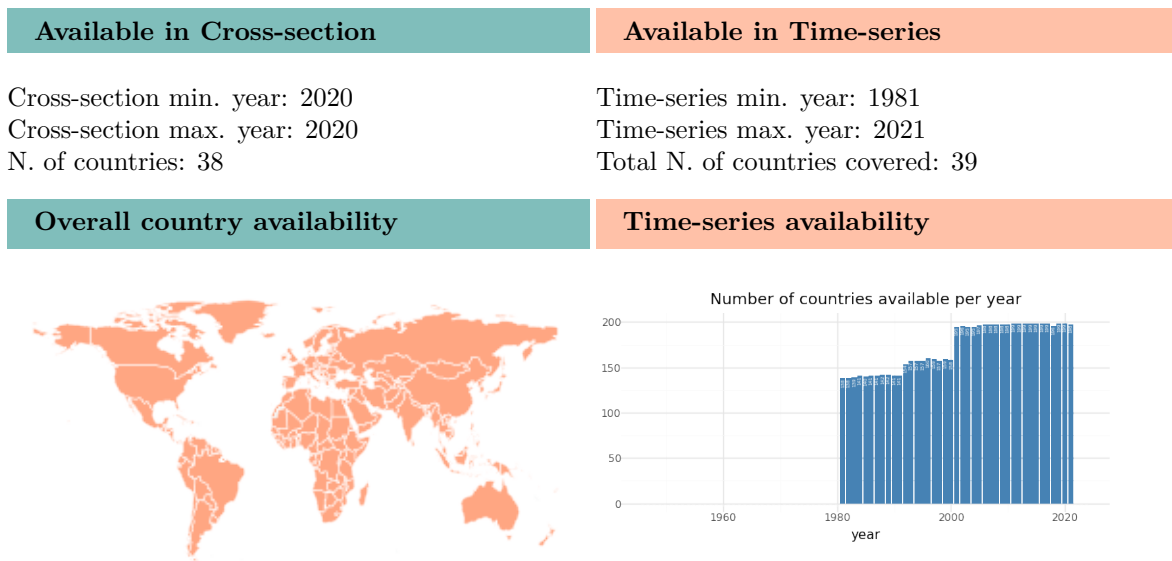 Available in Cross-section
Available in Time-series
Cross-section min. year: 2020
Cross-section max. year: 2020
N. of countries: 38
Time-series min. year: 1981
Time-series max. year: 2021
Total N. of countries covered: 39
Overall country availability
Time-series availability
Number of countries available per year
200
150
100
50
0
1960
1980
2000
2020
year